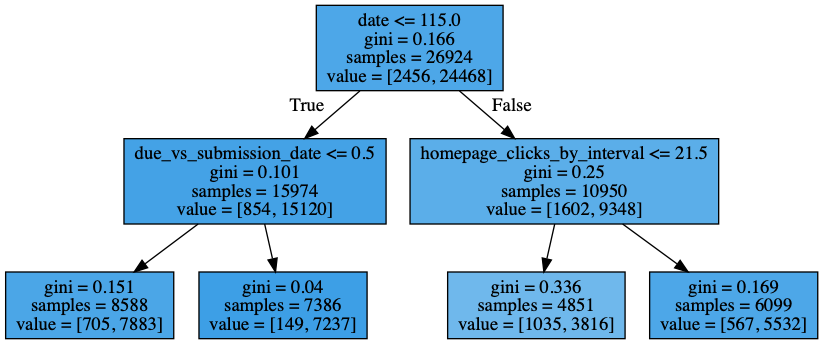 date <= 115.0
gini = 0.166
samples = 26924
value = [2456, 24468]
True
False
due_vs_submission_date <= 0.5
gini = 0.101
samples = 15974
value = [854, 15120]
homepage_clicks_by_interval <= 21.5
gini = 0.25
samples = 10950
value = [1602, 9348]
gini = 0.151
samples = 8588
value = [705, 7883]
gini = 0.04
samples = 7386
value = [149, 7237]
gini = 0.336
samples = 4851
value = [1035, 3816]
gini = 0.169
samples = 6099
value = [567, 5532]